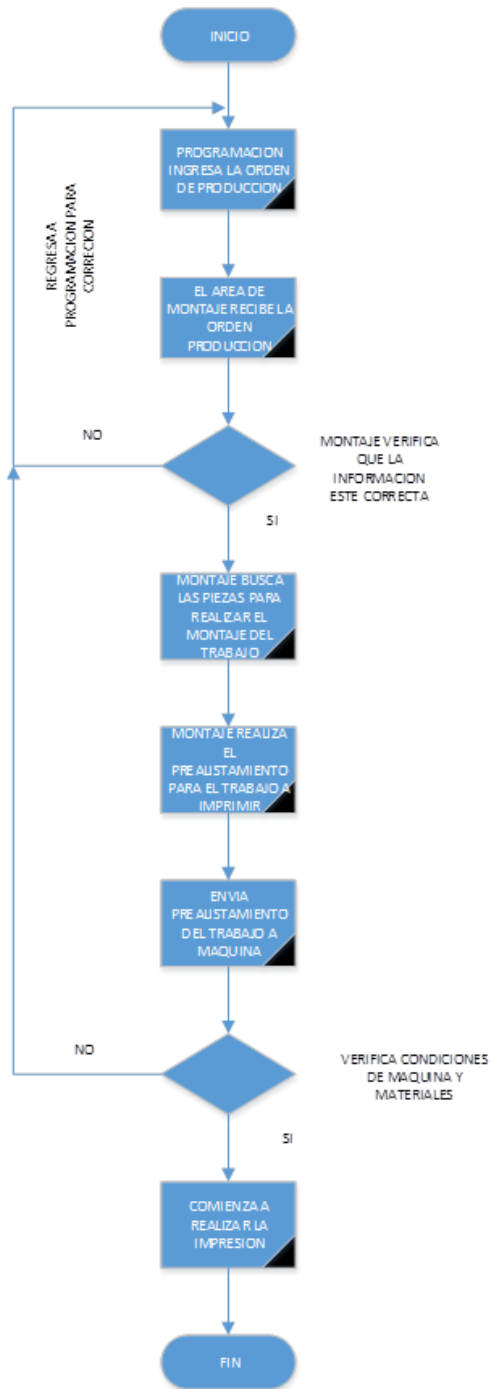 INICIO
PROGRAMACION
INGRESA LA ORDEN
DE PRODUCCION
REGRESA A
PROGRAMACION PARA
CORRECION
EL AREA DE
MONTAJE RECIBE LA
ORDEN
PRODUCCION
NO
MONTAJE VERIFICA
QUE LA
INFORMACION
ESTE CORRECTA
SI
MONTAJE BUSCA
LAS PIEZAS PARA
REALIZAR EL
MONTAJE DEL
TRABAJO
MONTAJE REALIZA
EL
PREALISTAMIENTO
PARA EL TRABAJO A
IMPRIMIR
ENVIA
PREALISTAMIENTO
DEL TRABAJO A
MAQUINA
NO
VERIFICA CONDICIONES
DE MAQUINA Y
MATERIALES
SI
COMIENZA A
REALIZAR LA
IMPRESION
FIN